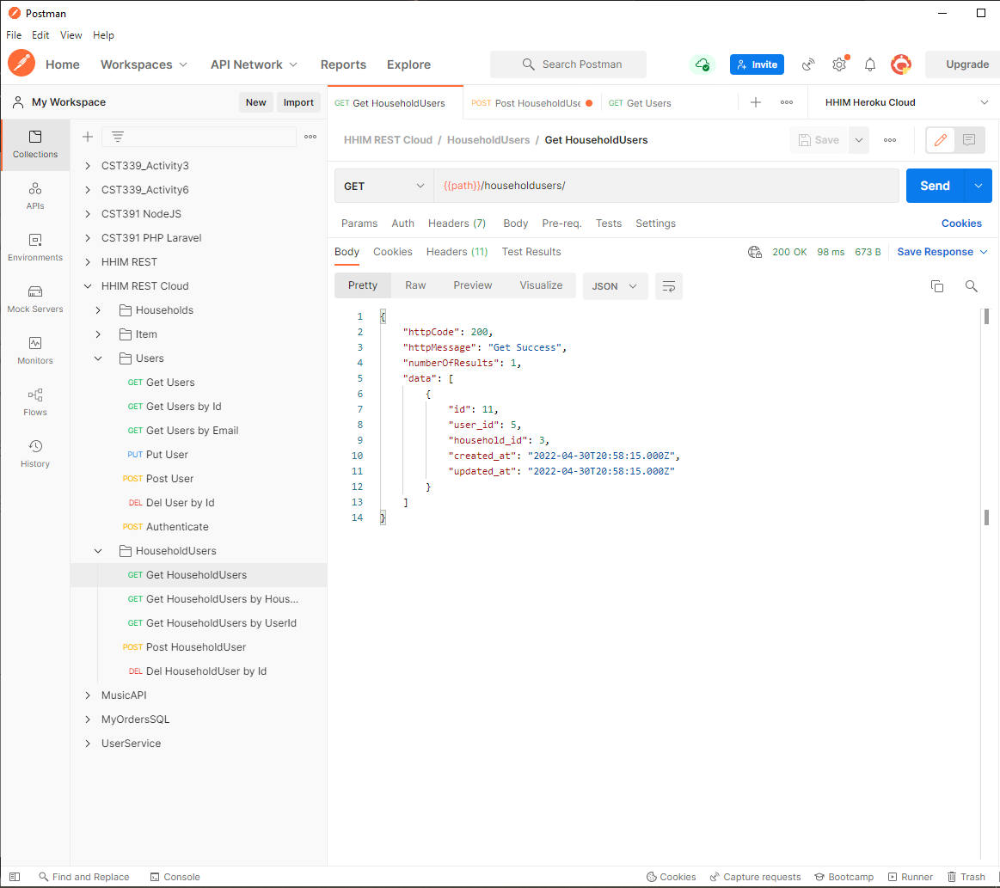 Postman
File Edit View Help
Home Workspaces API Network Reports Explore Search Postman Invite Upgrade
My Workspace New Import
GET Get HouseholdUsers POST Post HouseholdUse GET Get Users HHIM Heroku Cloud
Collections
APIs
Environments
Mock Servers
Monitors
Flows
History
CST339_Activity3
CST339_Activity6
CST391 NodeJS
CST391 PHP Laravel
HHIM REST
HHIM REST Cloud
Households
Item
Users
GET Get Users
GET Get Users by Id
GET Get Users by Email
PUT Put User
POST Post User
DEL Del User by Id
POST Authenticate
HouseholdUsers
GET Get HouseholdUsers
GET Get HouseholdUsers by Hous...
GET Get HouseholdUsers by UserId
POST Post HouseholdUser
DEL Del HouseholdUser by Id
MusicAPI
MyOrdersSQL
UserService
HHIM REST Cloud / HouseholdUsers / Get HouseholdUsers Save
GET {{path}}/householdusers/ Send
Params Auth Headers (7) Body Pre-req. Tests Settings Cookies
Body Cookies Headers (11) Test Results 200 OK 98 ms 673 B Save Response
Pretty Raw Preview Visualize JSON
1 {
2 "httpCode": 200,
3 "httpMessage": "Get Success",
4 "numberOfResults": 1,
5 "data": [
6 {
7 "id": 11,
8 "user_id": 5,
9 "household_id": 3,
10 "created_at": "2022-04-30T20:58:15.000Z",
11 "updated_at": "2022-04-30T20:58:15.000Z"
12 }
13 ]
14 }
Find and Replace Console Cookies Capture requests Bootcamp Runner Trash